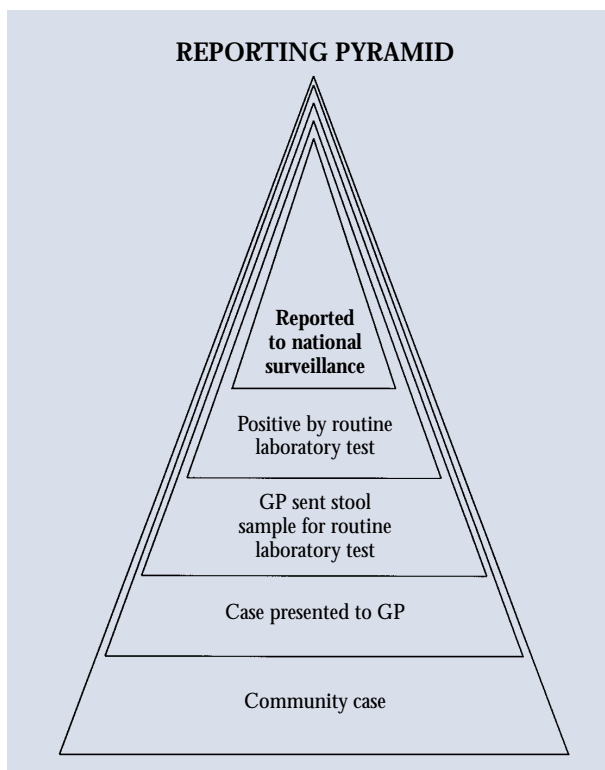 REPORTING PYRAMID
Reported
to national
surveillance
Positive by routine
laboratory test
GP sent stool
sample for routine
laboratory test
Case presented to GP
Community case